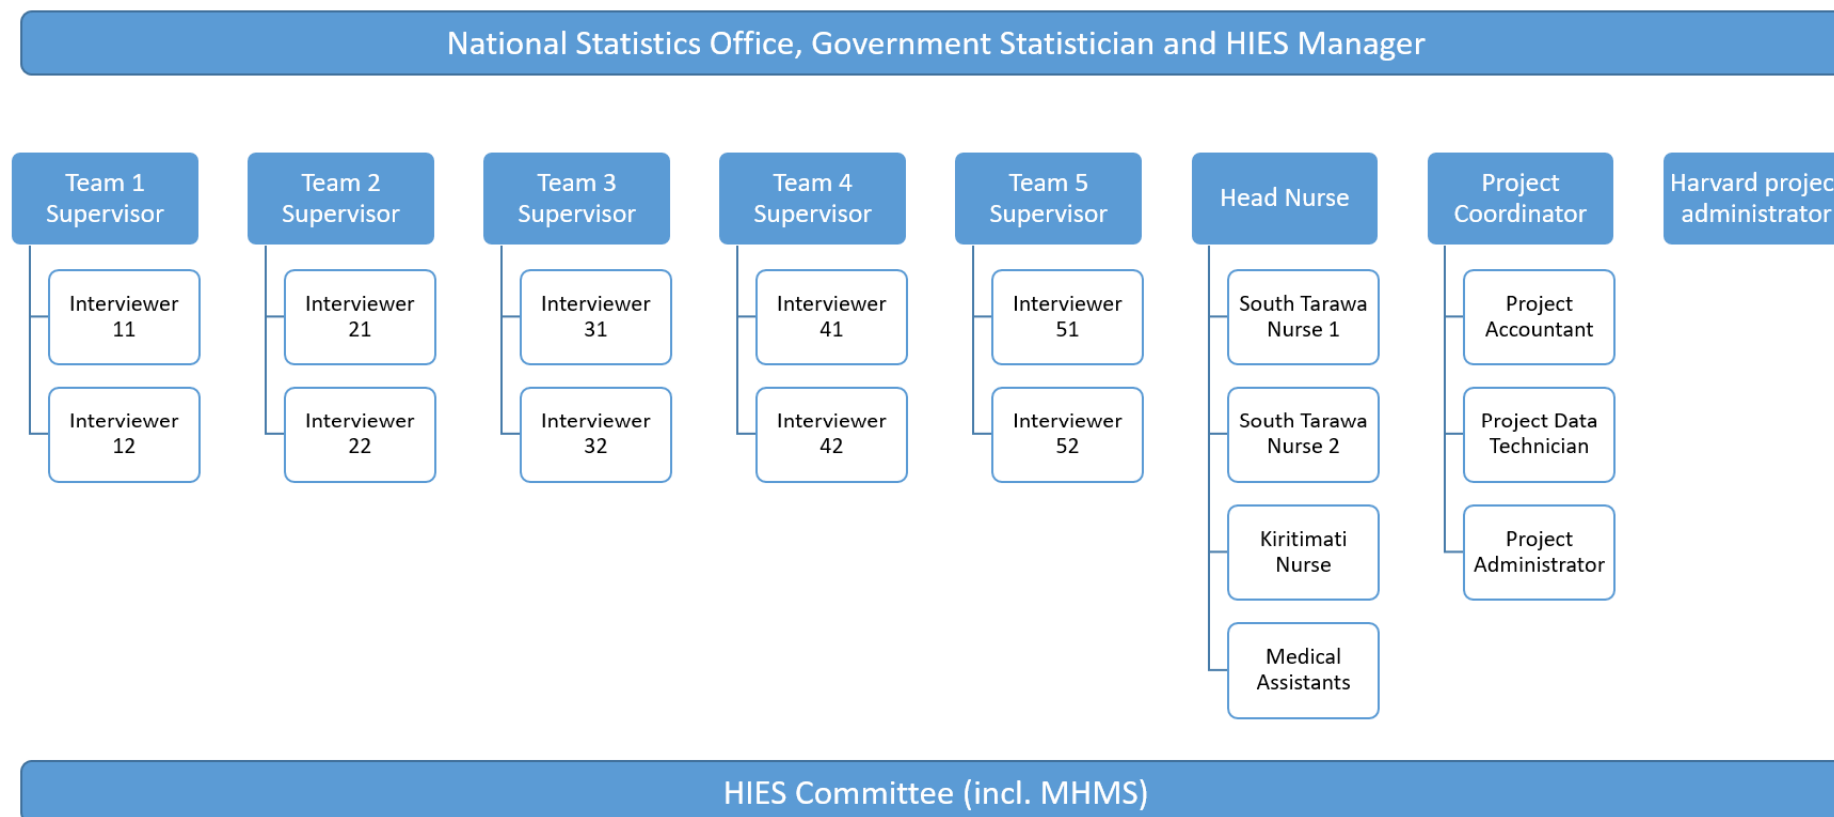 National Statistics Office, Government Statistician and HIES Manager
Team 1
Supervisor
Interviewer
11
Interviewer
12
Team 2
Supervisor
Interviewer
21
Interviewer
22
Team 3
Supervisor
Interviewer
31
Interviewer
32
Team 4
Supervisor
Interviewer
41
Interviewer
42
Team 5
Supervisor
Interviewer
51
Interviewer
52
Head Nurse
South Tarawa
Nurse 1
South Tarawa
Nurse 2
Kiritimati
Nurse
Medical
Assistants
Project
Coordinator
Project
Accountant
Project Data
Technician
Project
Administrator
Harvard projec
administrator
HIES Committee (incl. MHMS)